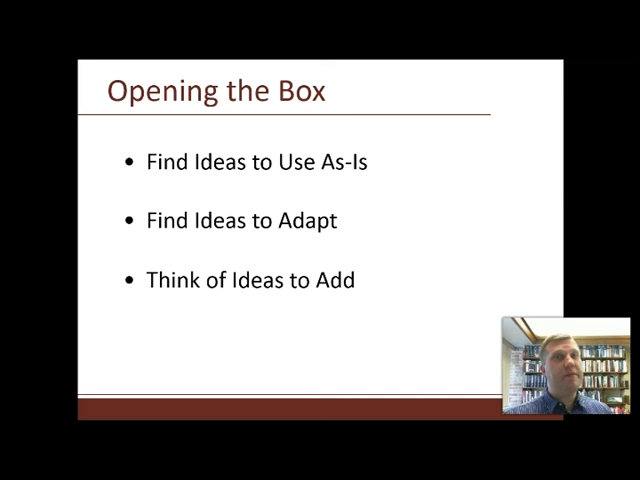 Opening the Box
• Find Ideas to Use As-Is
• Find Ideas to Adapt
• Think of Ideas to Add